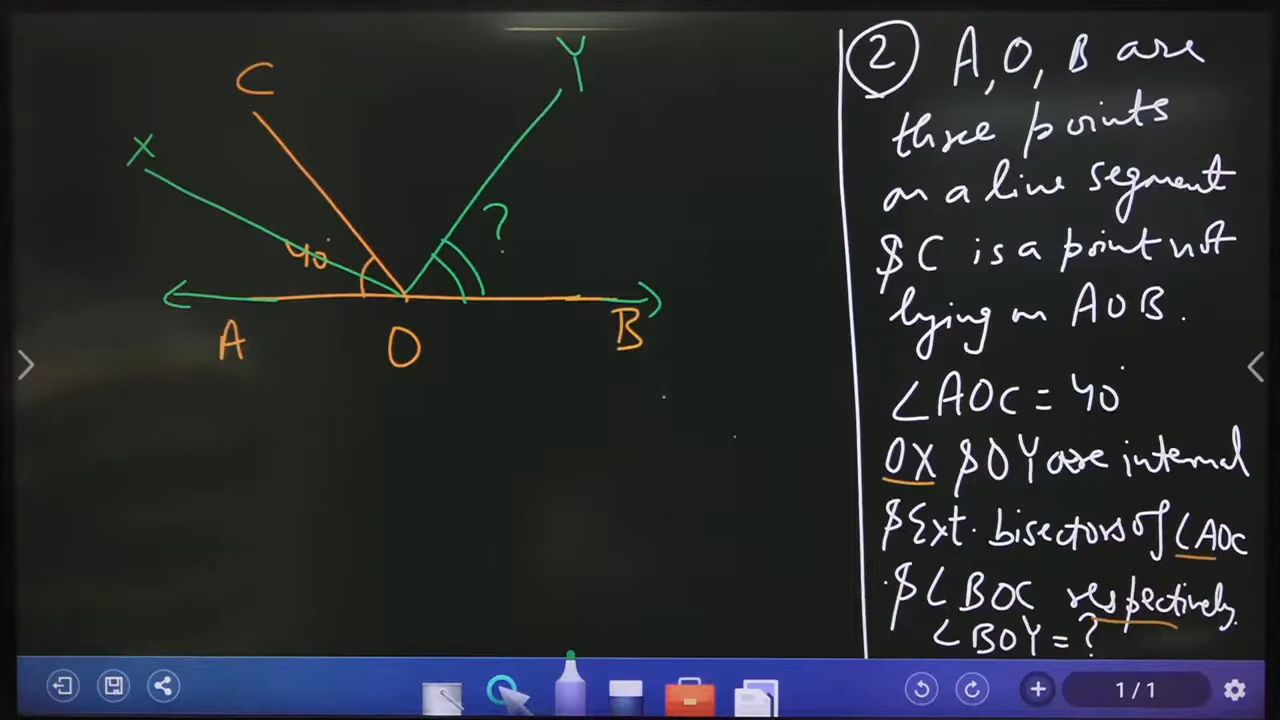 C
Y
X
40°
?
A
O
B
2 A, O, B are
three points
on a line segment
& C is a point not
lying on AOB.
∠AOC = 40°
OX & OY are internal
& Ext. bisectors of ∠AOC
& ∠BOC respectively.
∠BOY = ?
1/1